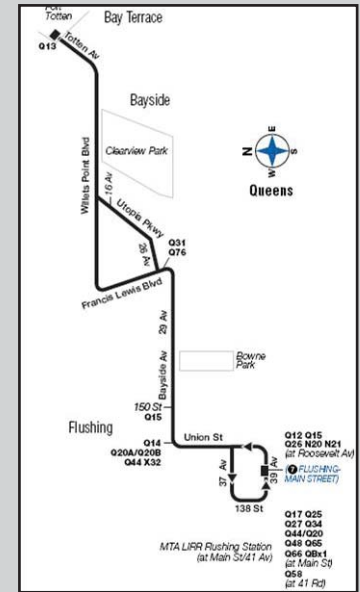 Fort
Totten
Bay Terrace
Totten Av
Q13
Bayside
Clearview Park
Willets Point Blvd
16 Av
Utopia Pkwy
26 Av
Q31
Q76
Francis Lewis Blvd
N
E
S
W
Queens
29 Av
Bayside Av
Bowne
Park
150 St
Q15
Flushing
Q14
Q20A/Q20B
Q44 X32
Union St
37 Av
39 Av
138 St
Q12 Q15
Q26 N20 N21
(at Roosevelt Av)
7 FLUSHING-
MAIN STREET)
Q17 Q25
Q27 Q34
Q44/Q20
Q48 Q65
Q66 QBx1
(at Main St)
Q58
(at 41 Rd)
MTA LIRR Flushing Station
(at Main St/41 Av)